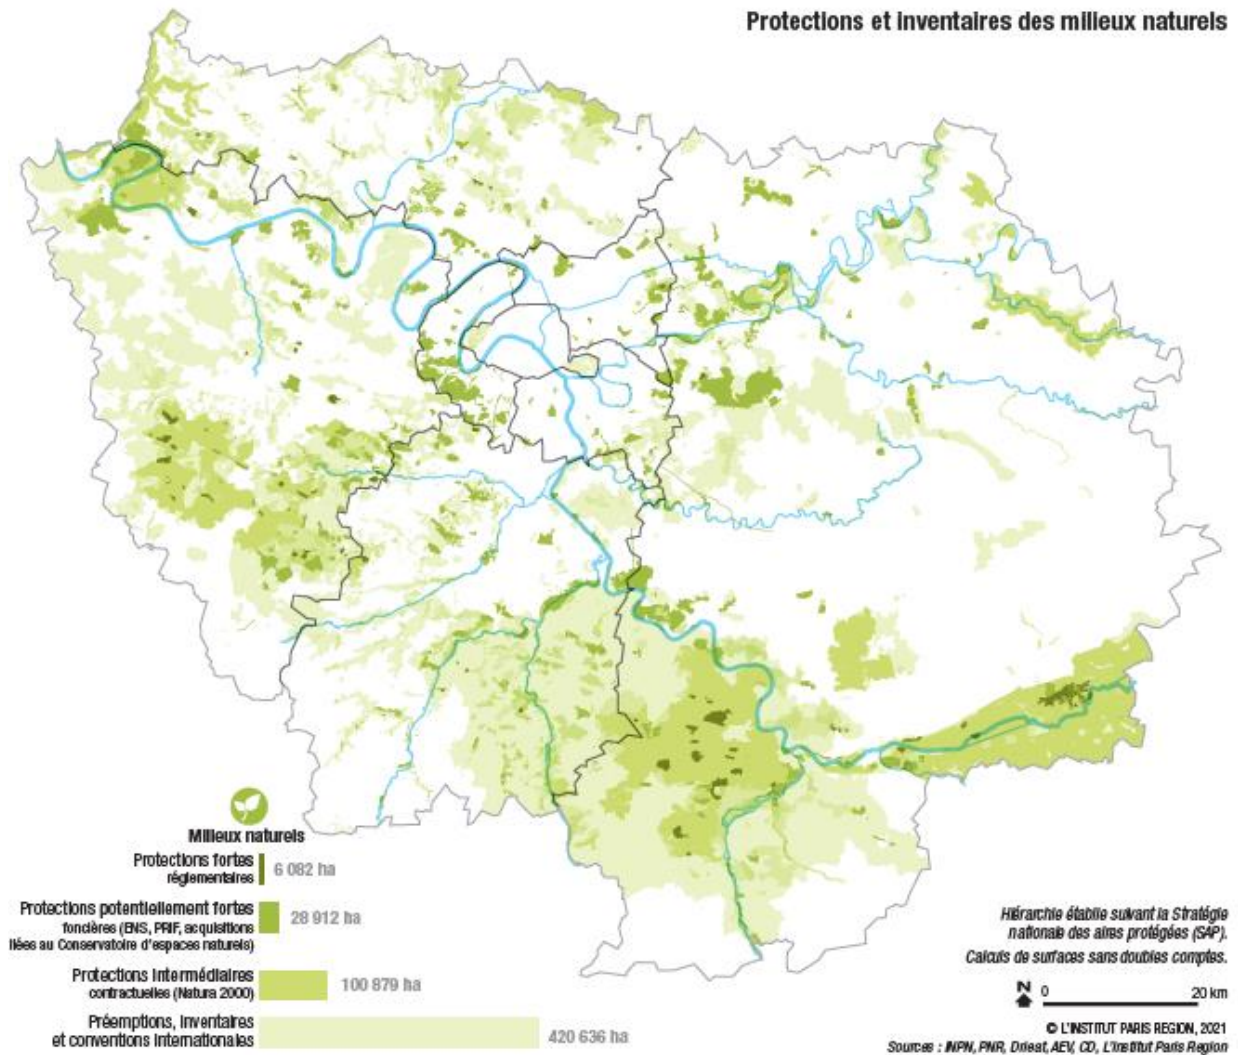 Protections et inventaires des milieux naturels
Milieux naturels
Protections fortes
réglementaires
6 082 ha
Protections potentiellement fortes
foncières (ENS, PRIF, acquisitions
liées au Conservatoire d'espaces naturels)
28 912 ha
Protections intermédiaires
contractuelles (Natura 2000)
100 879 ha
Préemptions, inventaires
et conventions internationales
420 636 ha
Hiérarchie établie suivant la Stratégie
nationale des aires protégées (SAP).
Calculs de surfaces sans doubles comptes.
N
0
20 km
© L'INSTITUT PARIS REGION, 2021
Sources : INPN, PNR, Drieat, AEV, CD, L'Institut Paris Region